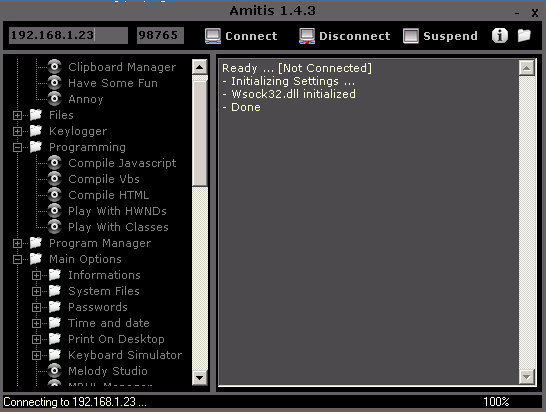 Amitis 1.4.3
- x
192.168.1.23 98765 Connect Disconnect Suspend
Clipboard Manager
Have Some Fun
Annoy
Files
Keylogger
Programming
Compile Javascript
Compile Vbs
Compile HTML
Play With HWNDs
Play With Classes
Program Manager
Main Options
Informations
System Files
Passwords
Time and date
Print On Desktop
Keyboard Simulator
Melody Studio
Ready ... [Not Connected]
- Initializing Settings ...
- Wsock32.dll initialized
- Done
Connecting to 192.168.1.23 ... 100%